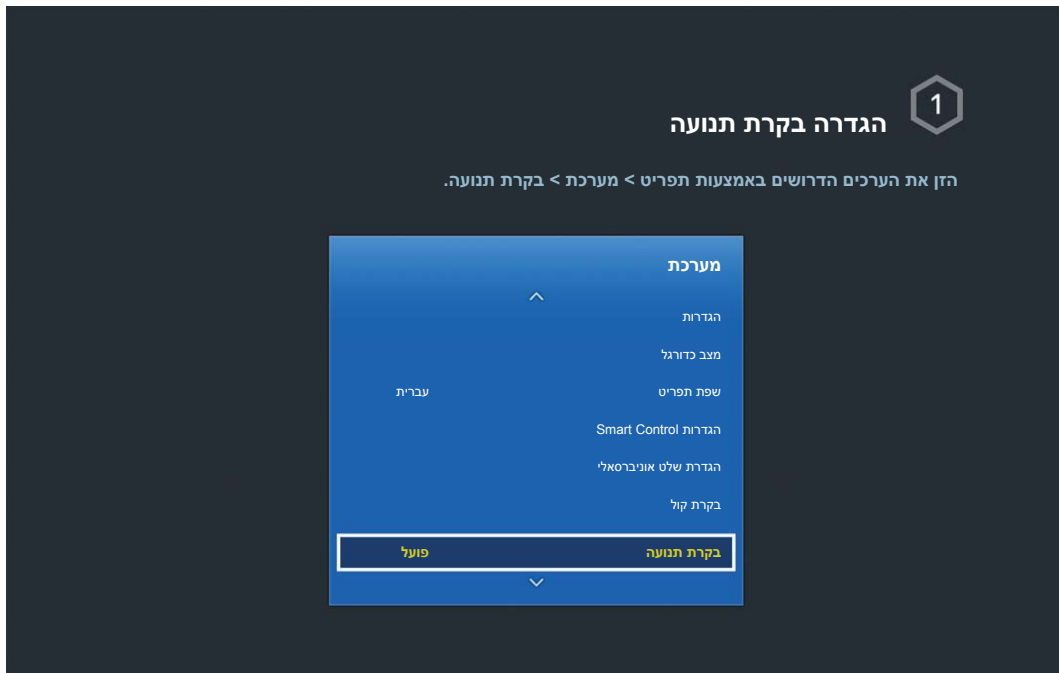 1
הגדרה בקרת תנועה
הזן את הערכים הדרושים באמצעות תפריט > מערכת > בקרת תנועה.
מערכת
הגדרות
מצב כדורגל
שפת תפריט עברית
הגדרות Smart Control
הגדרת שלט אוניברסאלי
בקרת קול
בקרת תנועה פועל